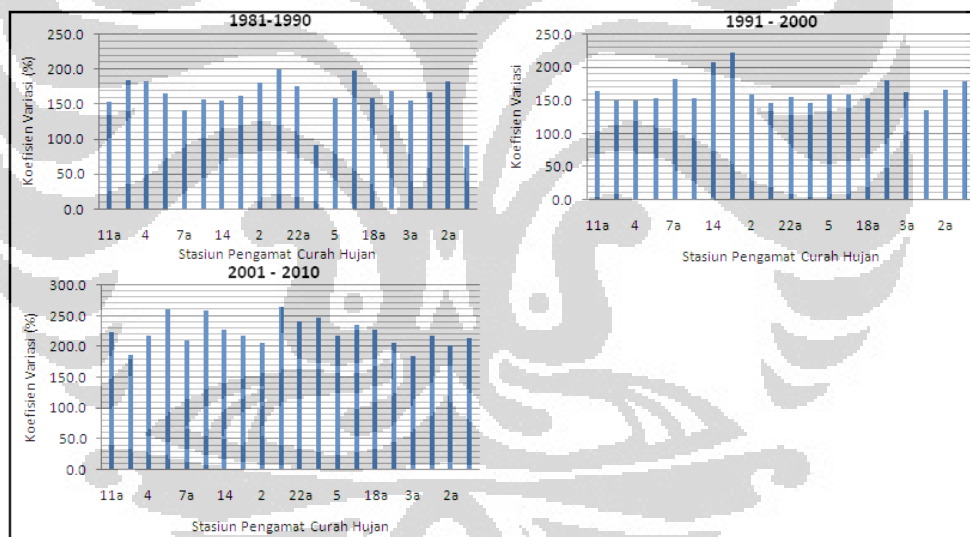 1981-1990
Koefisien Variasi (%)
250.0
200.0
150.0
100.0
50.0
0.0
11a 4 7a 14 2 22a 5 18a 3a 2a
Stasiun Pengamat Curah Hujan
1991 - 2000
Koefisien Variasi
250.0
200.0
150.0
100.0
50.0
0.0
11a 4 7a 14 2 22a 5 18a 3a 2a
Stasiun Pengamat Curah Hujan
2001 - 2010
Koefisien Variasi (%)
300.0
250.0
200.0
150.0
100.0
50.0
0.0
11a 4 7a 14 2 22a 5 18a 3a 2a
Stasiun Pengamat Curah Hujan